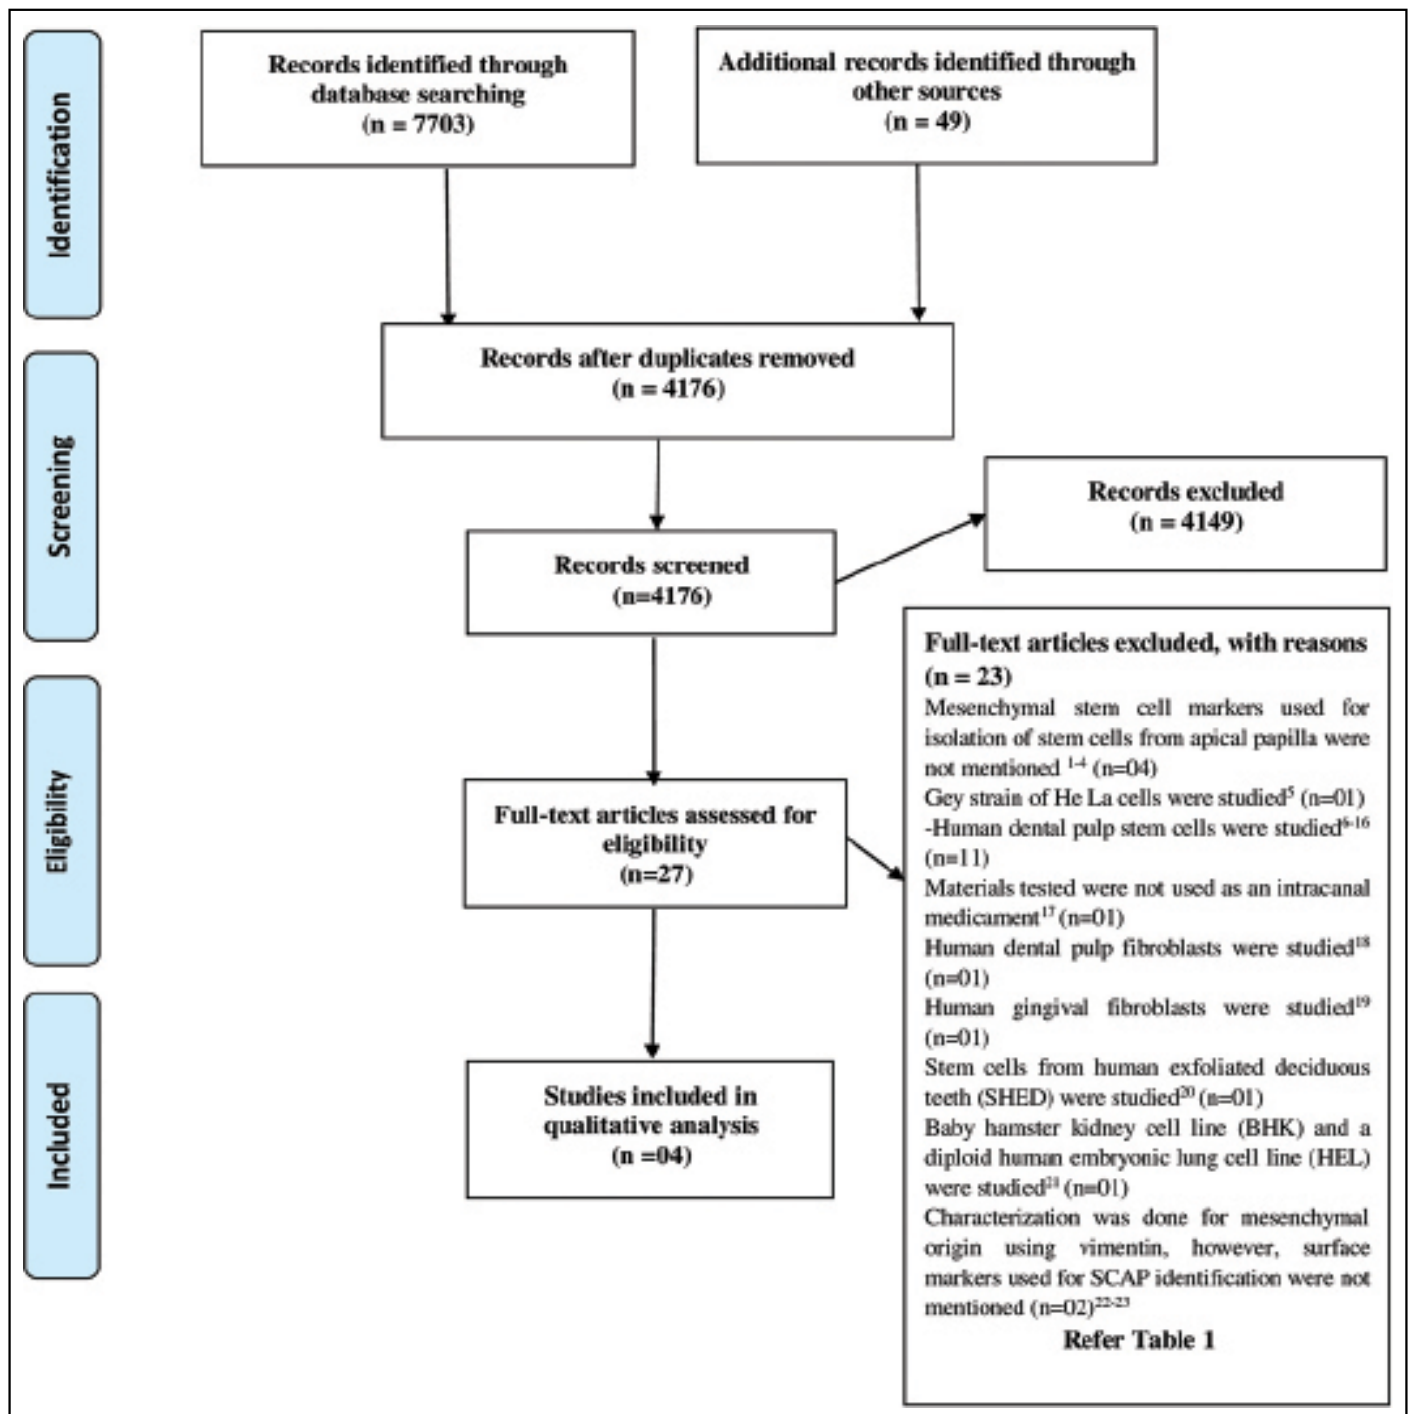 Identification
Records identified through
database searching
(n = 7703)
Additional records identified through
other sources
(n = 49)
Screening
Records after duplicates removed
(n = 4176)
Records screened
(n=4176)
Records excluded
(n = 4149)
Eligibility
Full-text articles assessed for
eligibility
(n=27)
Full-text articles excluded, with reasons
(n = 23)
Mesenchymal stem cell markers used for
isolation of stem cells from apical papilla were
not mentioned ¹⁻⁴ (n=04)
Gey strain of He La cells were studied⁵ (n=01)
-Human dental pulp stem cells were studied⁶⁻¹⁶
(n=11)
Materials tested were not used as an intracanal
medicament¹⁷ (n=01)
Human dental pulp fibroblasts were studied¹⁸
(n=01)
Human gingival fibroblasts were studied¹⁹
(n=01)
Stem cells from human exfoliated deciduous
teeth (SHED) were studied²⁰ (n=01)
Baby hamster kidney cell line (BHK) and a
diploid human embryonic lung cell line (HEL)
were studied²¹ (n=01)
Characterization was done for mesenchymal
origin using vimentin, however, surface
markers used for SCAP identification were not
mentioned (n=02)²²⁻²³
Refer Table 1
Included
Studies included in
qualitative analysis
(n =04)